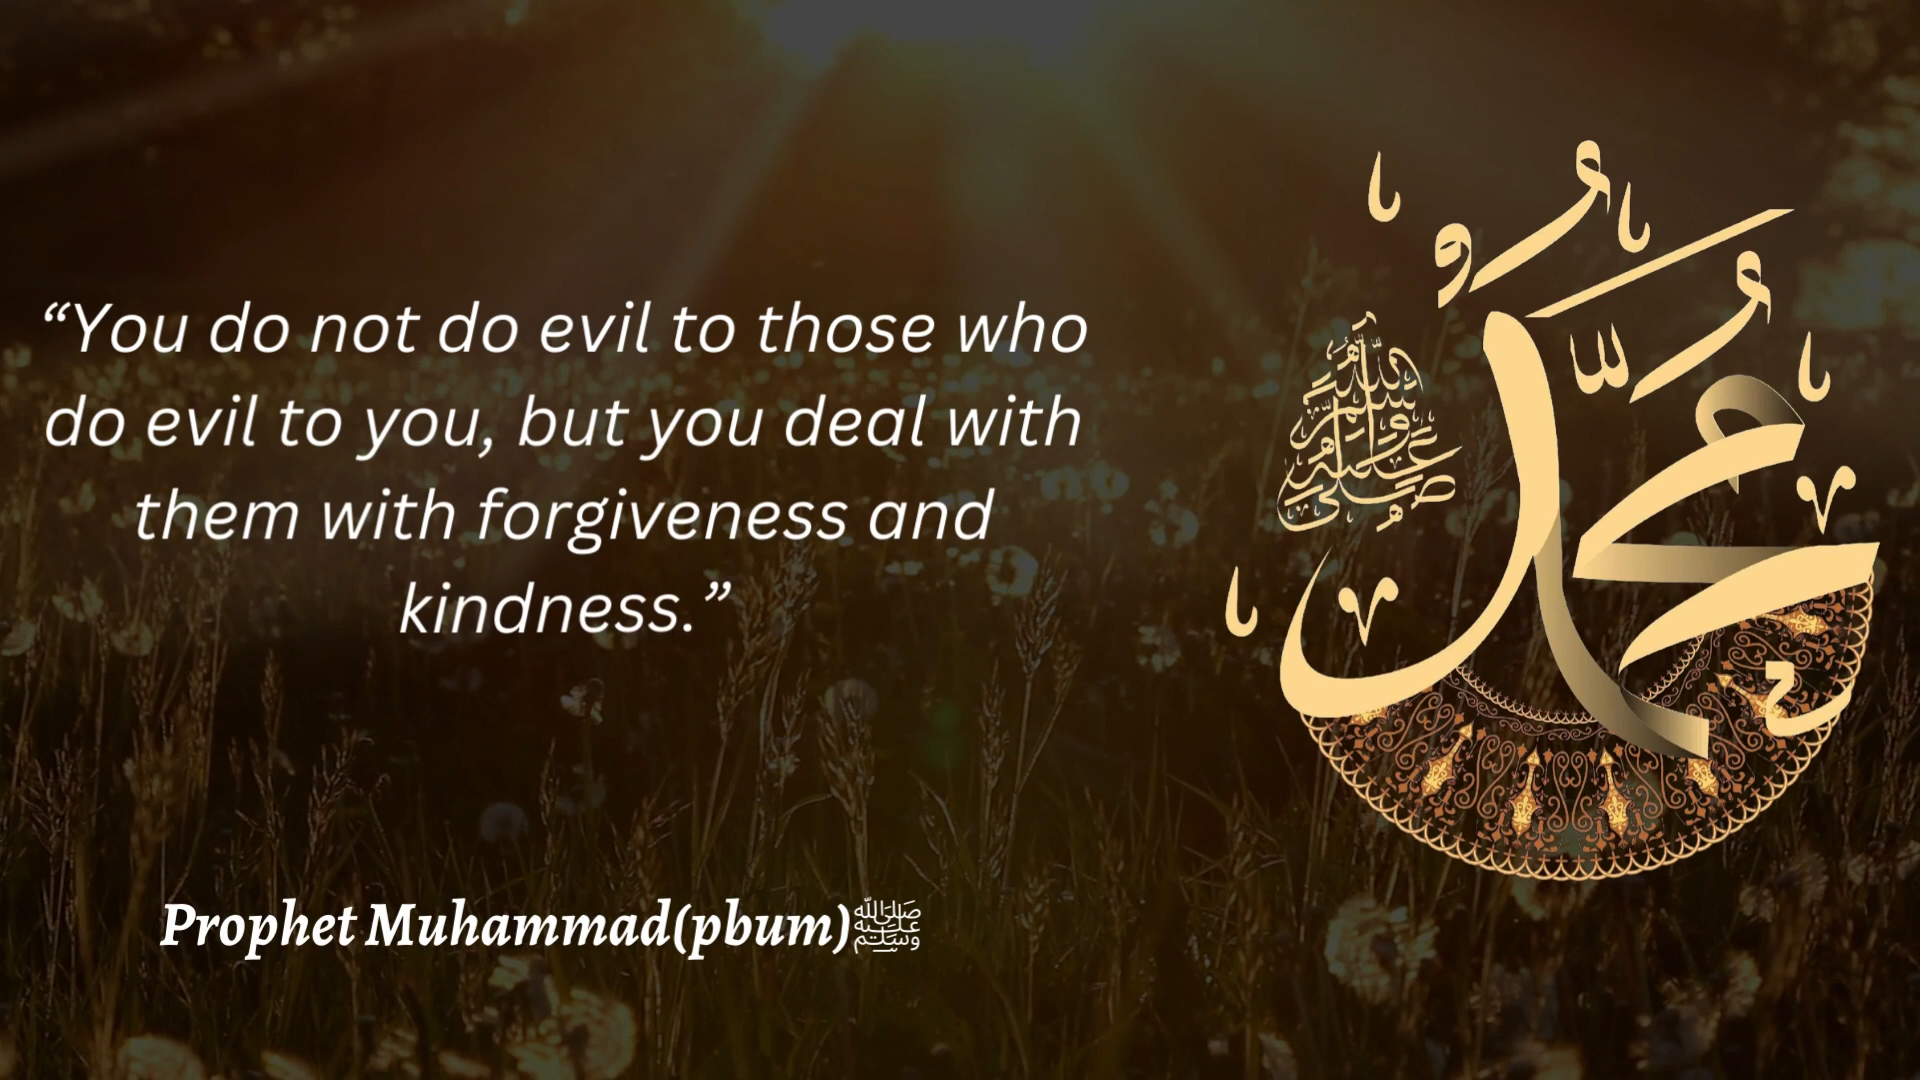 “You do not do evil to those who
do evil to you, but you deal with
them with forgiveness and
kindness.”
Prophet Muhammad(pbum)ﷺ
محمد
صلى الله عليه وسلم